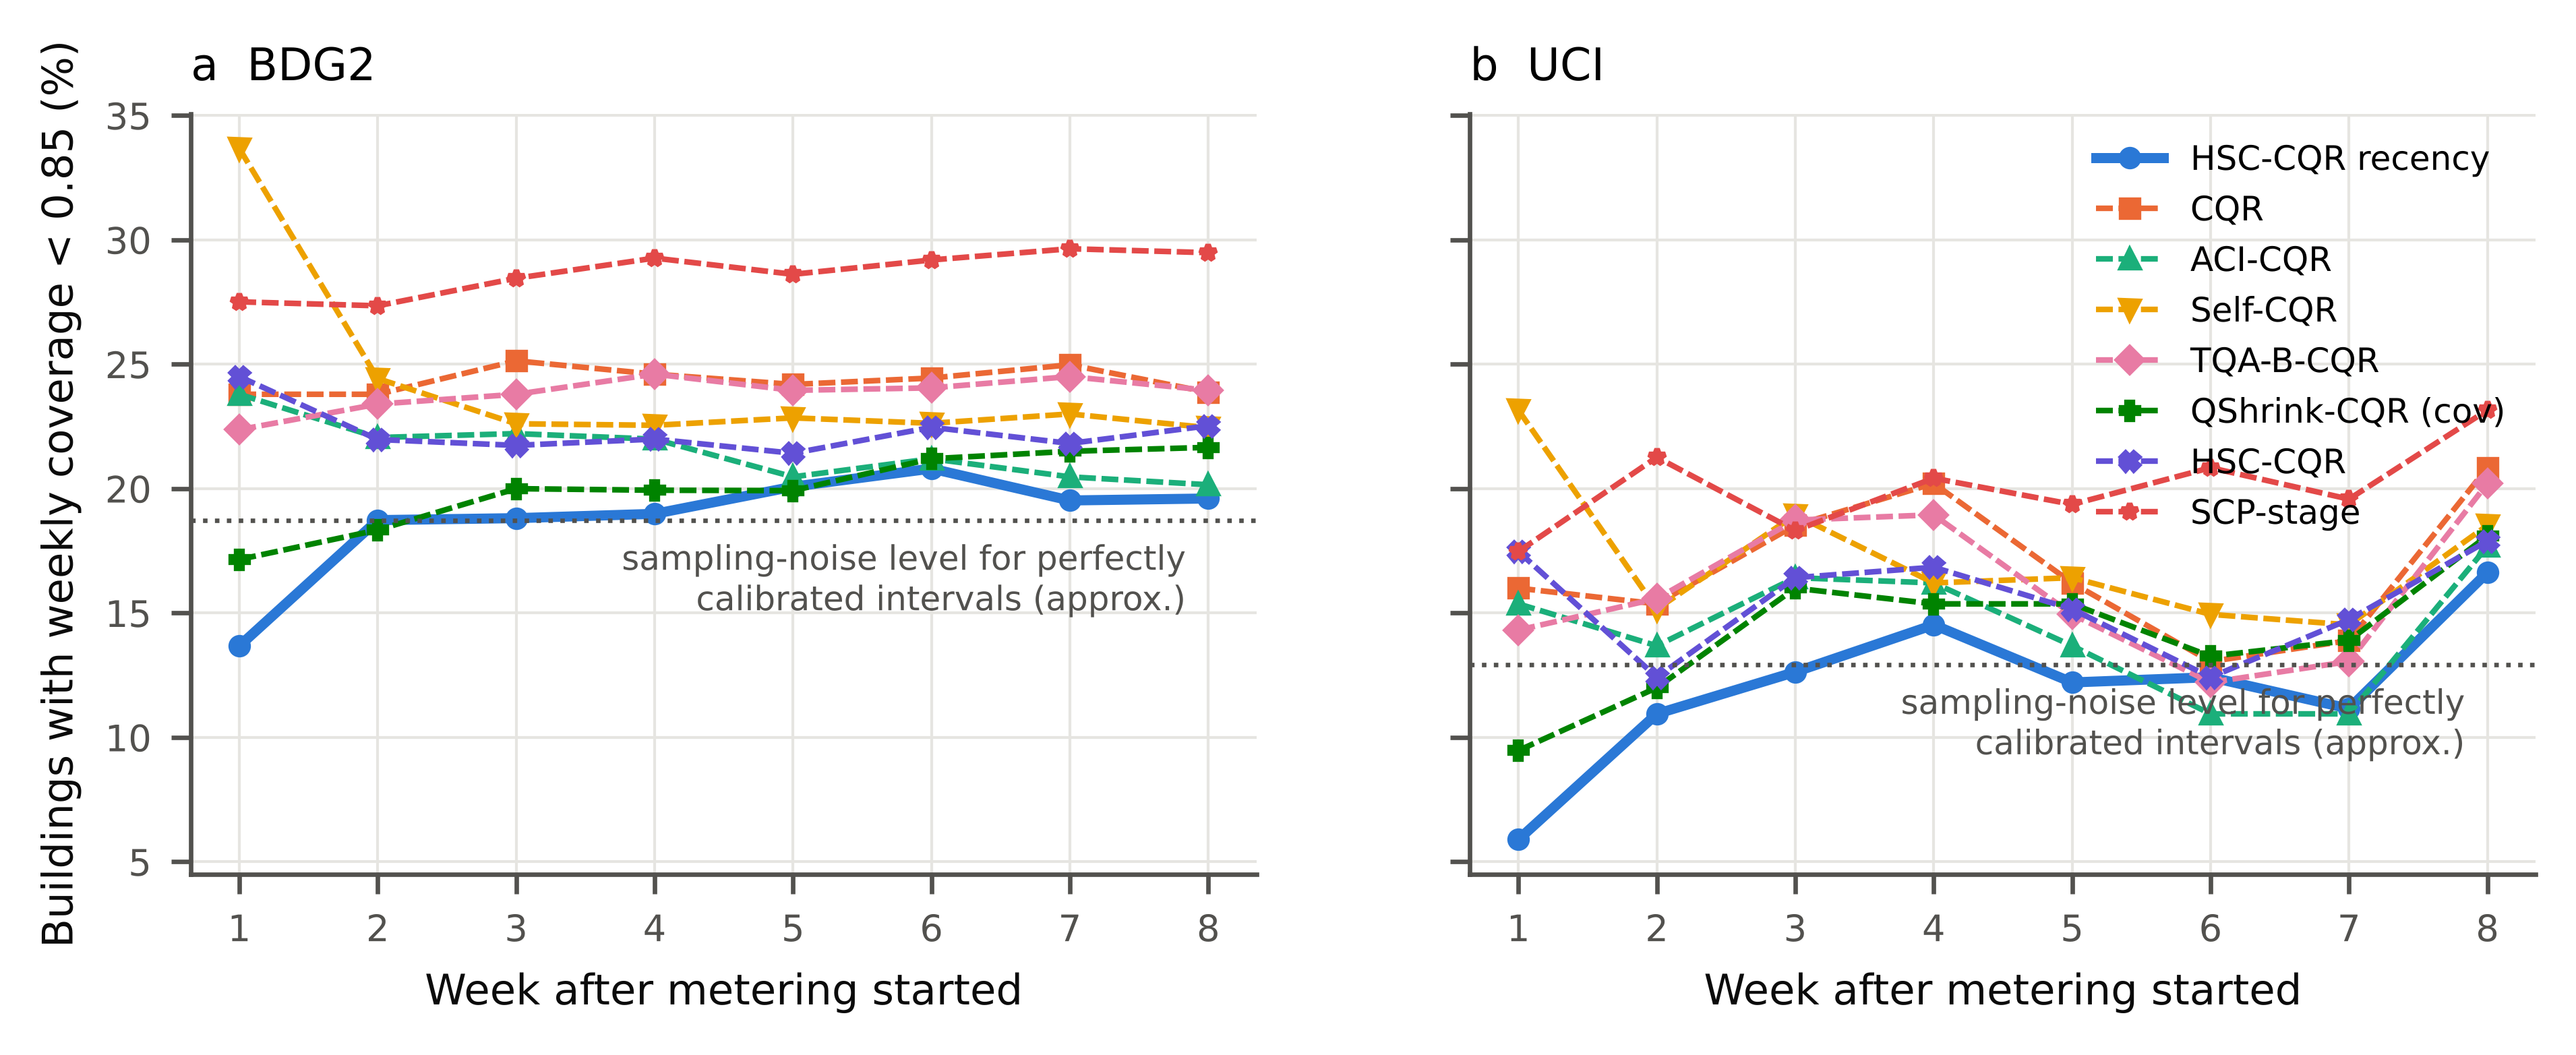 a BDG2
Buildings with weekly coverage < 0.85 (%)
35
30
25
20
15
10
5
sampling-noise level for perfectly
calibrated intervals (approx.)
1 2 3 4 5 6 7 8
Week after metering started
b UCI
HSC-CQR recency
CQR
ACI-CQR
Self-CQR
TQA-B-CQR
QShrink-CQR (cov)
HSC-CQR
SCP-stage
sampling-noise level for perfectly
calibrated intervals (approx.)
1 2 3 4 5 6 7 8
Week after metering started